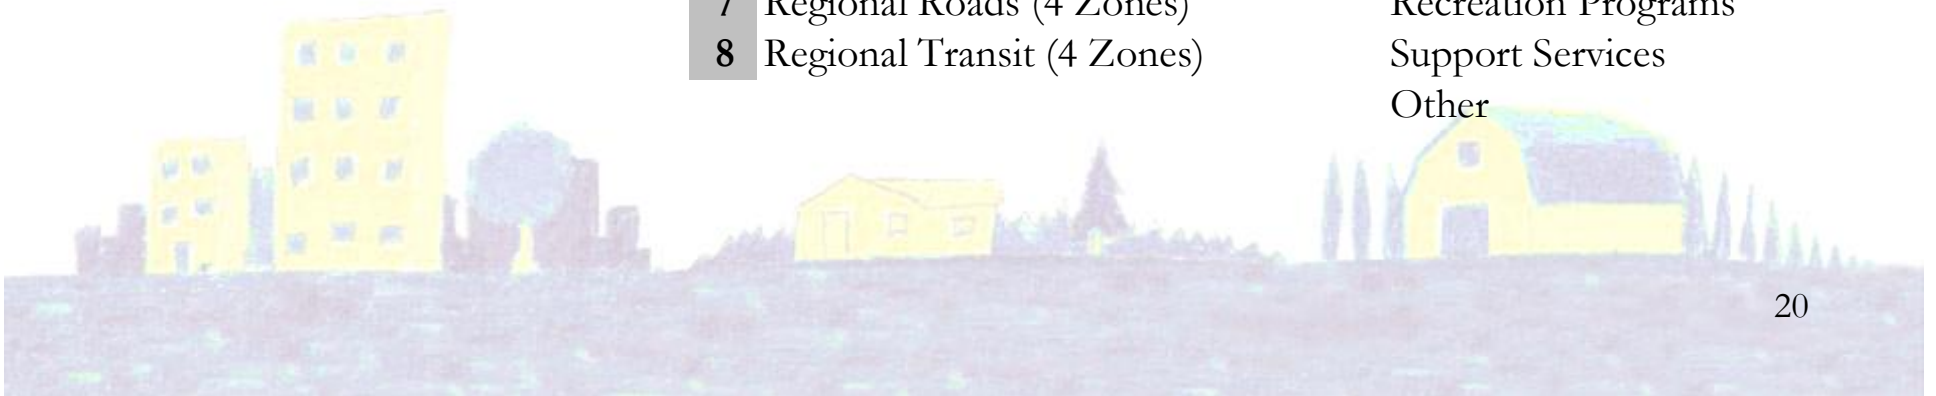 7 Regional Roads (4 Zones)
8 Regional Transit (4 Zones)
Recreation Programs
Support Services
Other
20